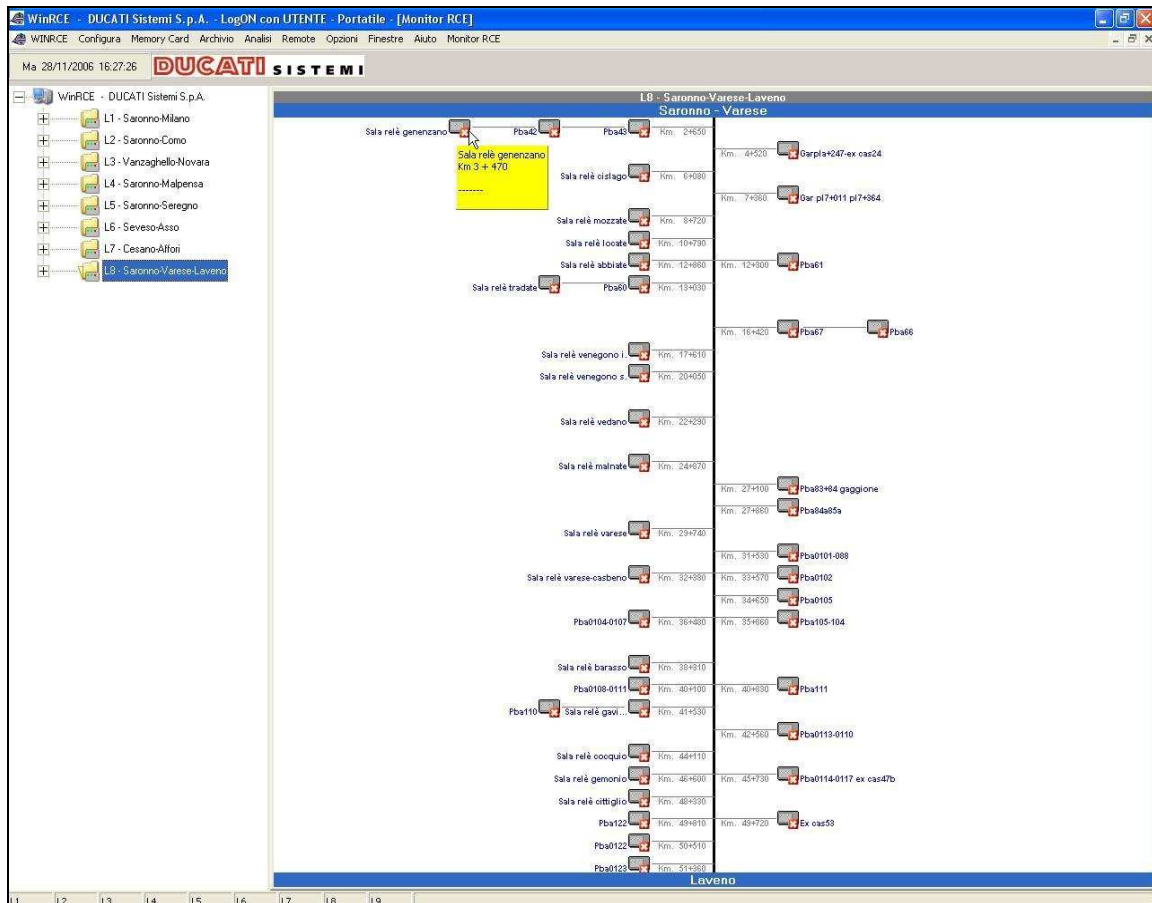 WinRCE - DUCATI Sistemi S.p.A. - LogON con UTENTE - Portatile - [Monitor RCE]
WINRCE Configura Memory Card Archivio Analisi Remote Opzioni Finestre Aiuto Monitor RCE
Ma 28/11/2006 16:27:26 DUCATI SISTEMI
WinRCE - DUCATI Sistemi S.p.A.
L1 - Saronno-Milano
L2 - Saronno-Como
L3 - Vanzaghello-Novara
L4 - Saronno-Malpensa
L5 - Saronno-Seregno
L6 - Seveso-Asso
L7 - Cesano-Affori
L8 - Saronno-Varese-Laveno
L8 - Saronno-Varese-Laveno
Saronno - Varese
Sala relè genenzano Pba42 Pba43 Km. 2+650
Sala relè genenzano
Km 3 + 470
-------
Km. 4+520 Garpla+247-ex cas24
Sala relè cislago Km. 6+080
Km. 7+360 Gar pl7+011 pl7+364
Sala relè mozzate Km. 8+720
Sala relè locate Km. 10+790
Sala relè abbiate Km. 12+860 Km. 12+800 Pba61
Sala relè tradate Pba60 Km. 13+030
Km. 16+420 Pba67 Pba66
Sala relè venegono i. Km. 17+610
Sala relè venegono s. Km. 20+050
Sala relè vedano Km. 22+290
Sala relè malnate Km. 24+870
Km. 27+100 Pba83+84 gaggione
Km. 27+860 Pba84a85a
Sala relè varese Km. 29+740
Km. 31+530 Pba0101-088
Sala relè varese-casbeno Km. 32+380 Km. 33+570 Pba0102
Km. 34+650 Pba0105
Pba0104-0107 Km. 36+480 Km. 35+860 Pba105-104
Sala relè barasso Km. 38+910
Pba0108-0111 Km. 40+100 Km. 40+830 Pba111
Pba110 Sala relè gavi... Km. 41+530
Km. 42+560 Pba0113-0110
Sala relè cocquio Km. 44+110
Sala relè gemonio Km. 46+600 Km. 45+730 Pba0114-0117 ex cas47b
Sala relè cittiglio Km. 48+330
Pba122 Km. 49+810 Km. 49+720 Ex cas53
Pba0122 Km. 50+510
Pba0123 Km. 51+360
Laveno
L1 L2 L3 L4 L5 L6 L7 L8 L9